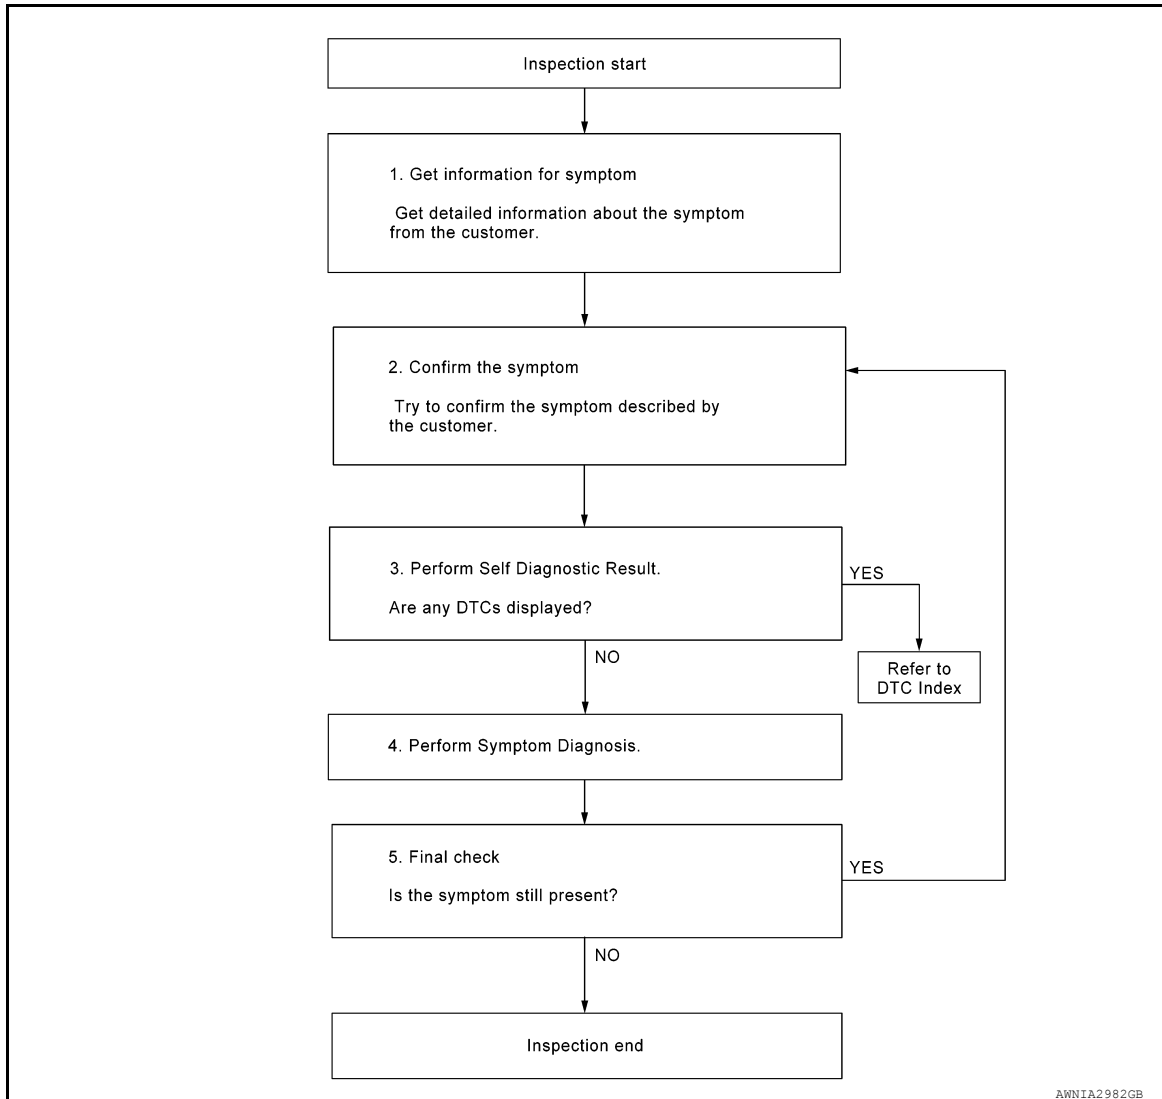 Inspection start
1. Get information for symptom
Get detailed information about the symptom
from the customer.
2. Confirm the symptom
Try to confirm the symptom described by
the customer.
3. Perform Self Diagnostic Result.
YES
Are any DTCs displayed?
NO
Refer to
DTC Index
4. Perform Symptom Diagnosis.
5. Final check
YES
Is the symptom still present?
NO
Inspection end
AWNIA2982GB